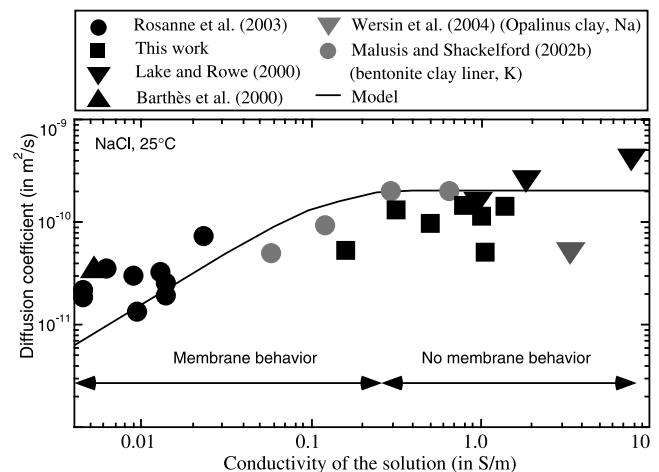 Rosanne et al. (2003)
This work
Lake and Rowe (2000)
Barthès et al. (2000)
Wersin et al. (2004) (Opalinus clay, Na)
Malusis and Shackelford (2002b)
(bentonite clay liner, K)
Model
NaCl, 25°C
Diffusion coefficient (in m²/s)
10⁻⁹
10⁻¹⁰
10⁻¹¹
Membrane behavior
No membrane behavior
0.01
0.1
1.0
10
Conductivity of the solution (in S/m)